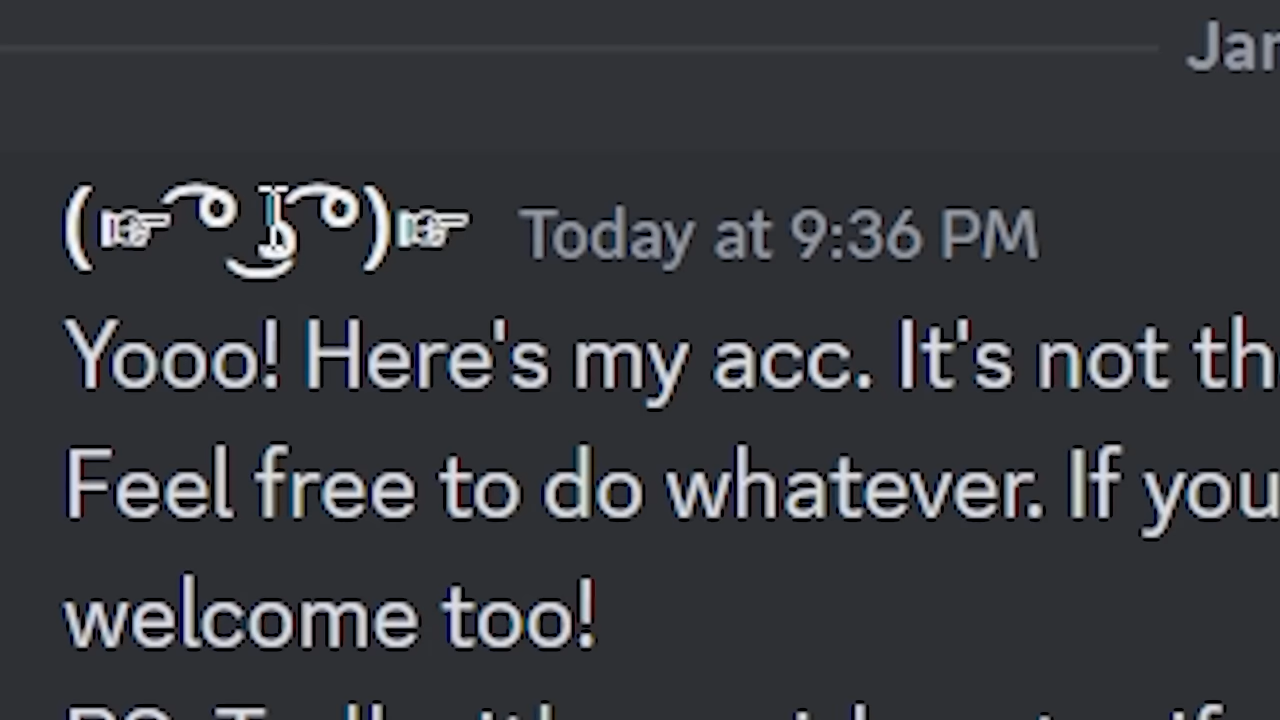 Jan
(☞ ͡° ͜ʖ ͡°)☞ Today at 9:36 PM
Yooo! Here's my acc. It's not th
Feel free to do whatever. If you
welcome too!